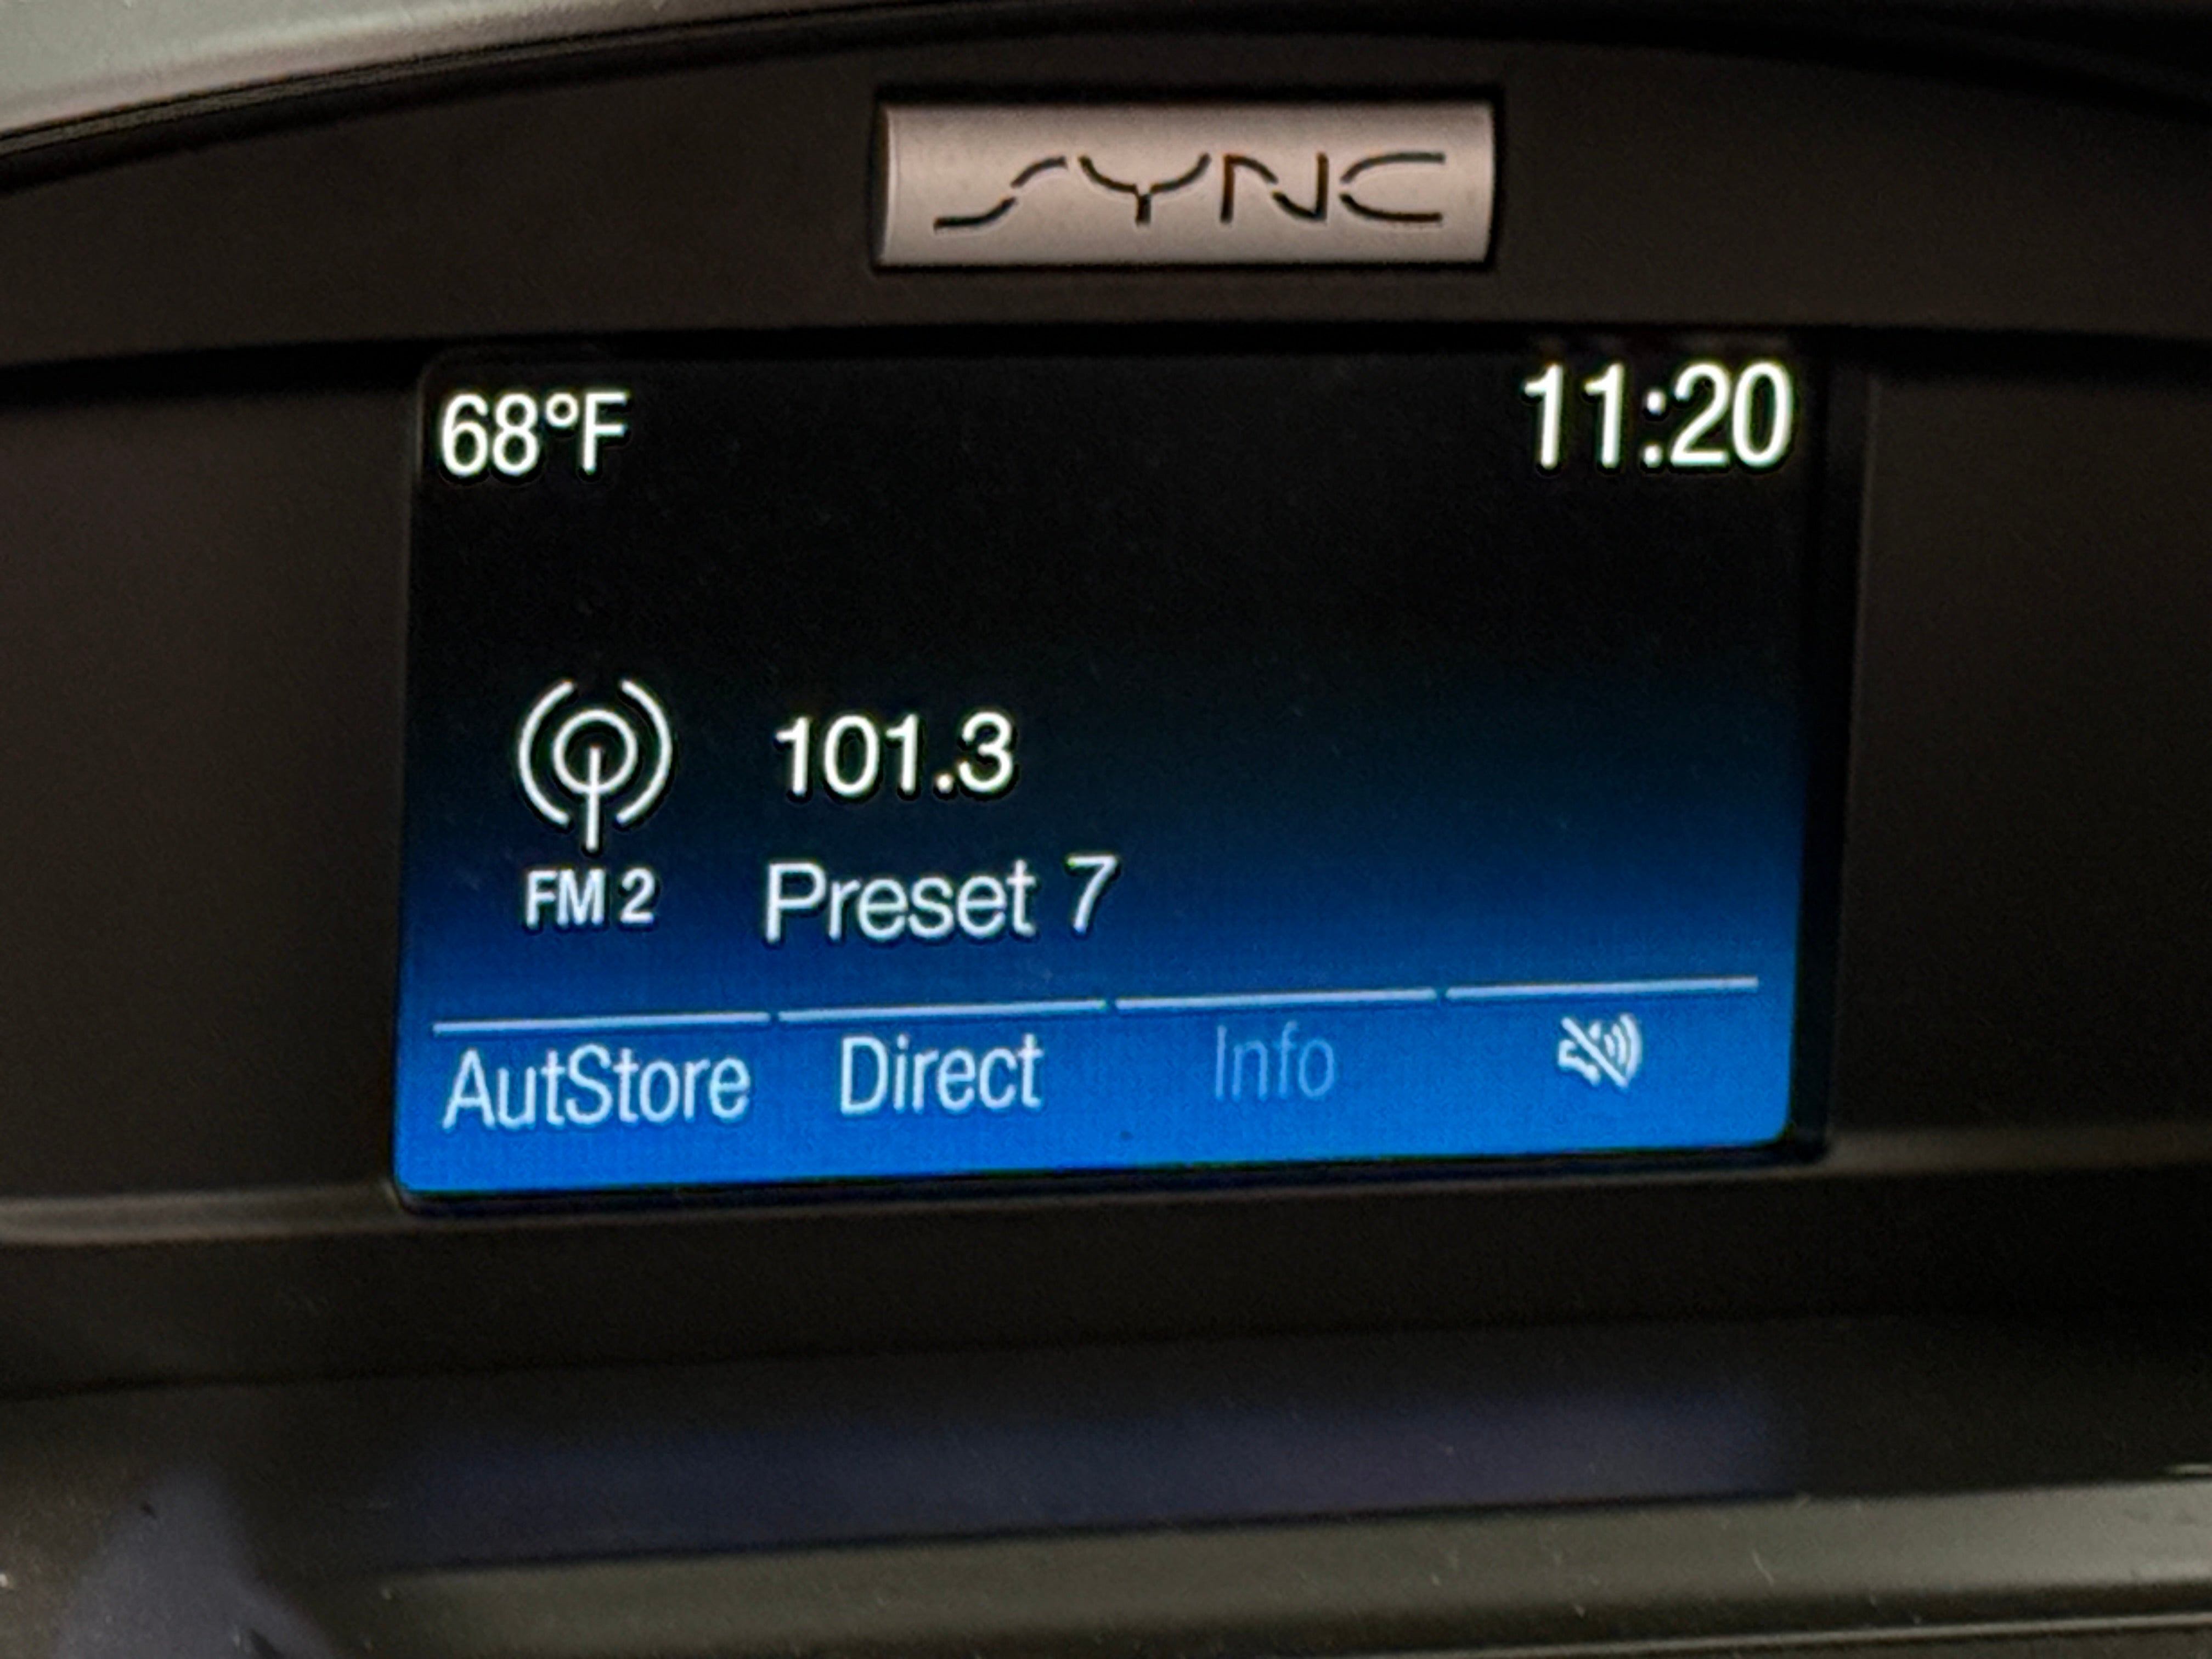 SYNC
68°F 11:20
101.3
FM 2 Preset 7
AutStore Direct Info